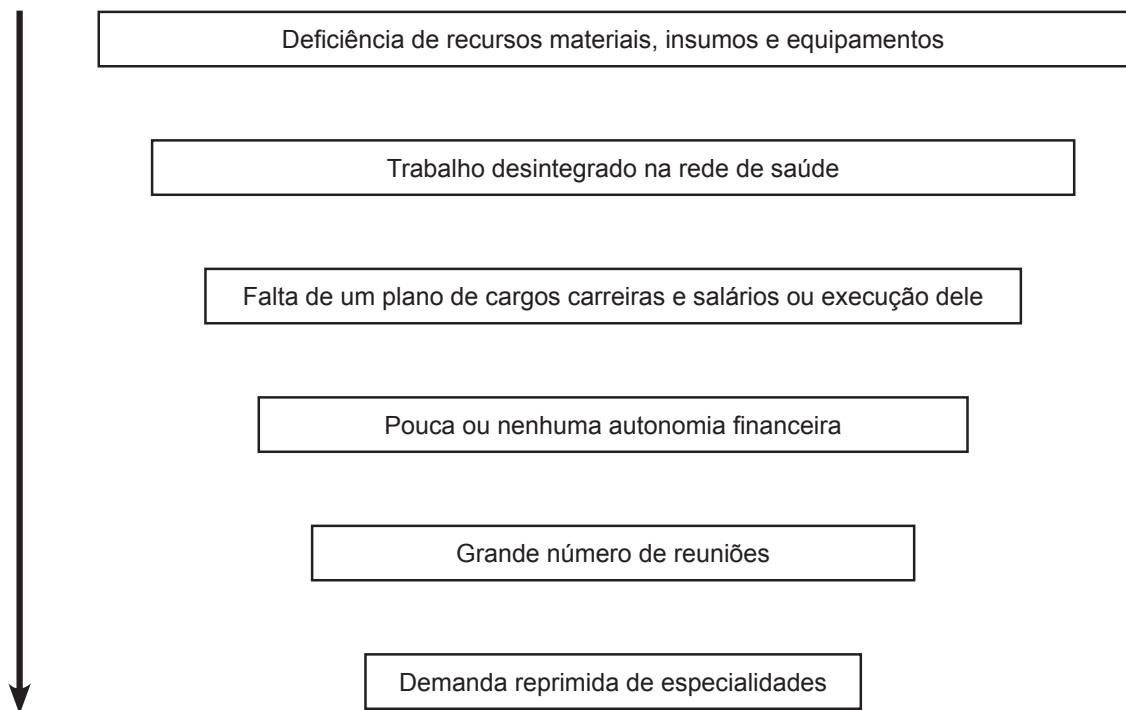 Deficiência de recursos materiais, insumos e equipamentos
Trabalho desintegrado na rede de saúde
Falta de um plano de cargos carreiras e salários ou execução dele
Pouca ou nenhuma autonomia financeira
Grande número de reuniões
Demanda reprimida de especialidades